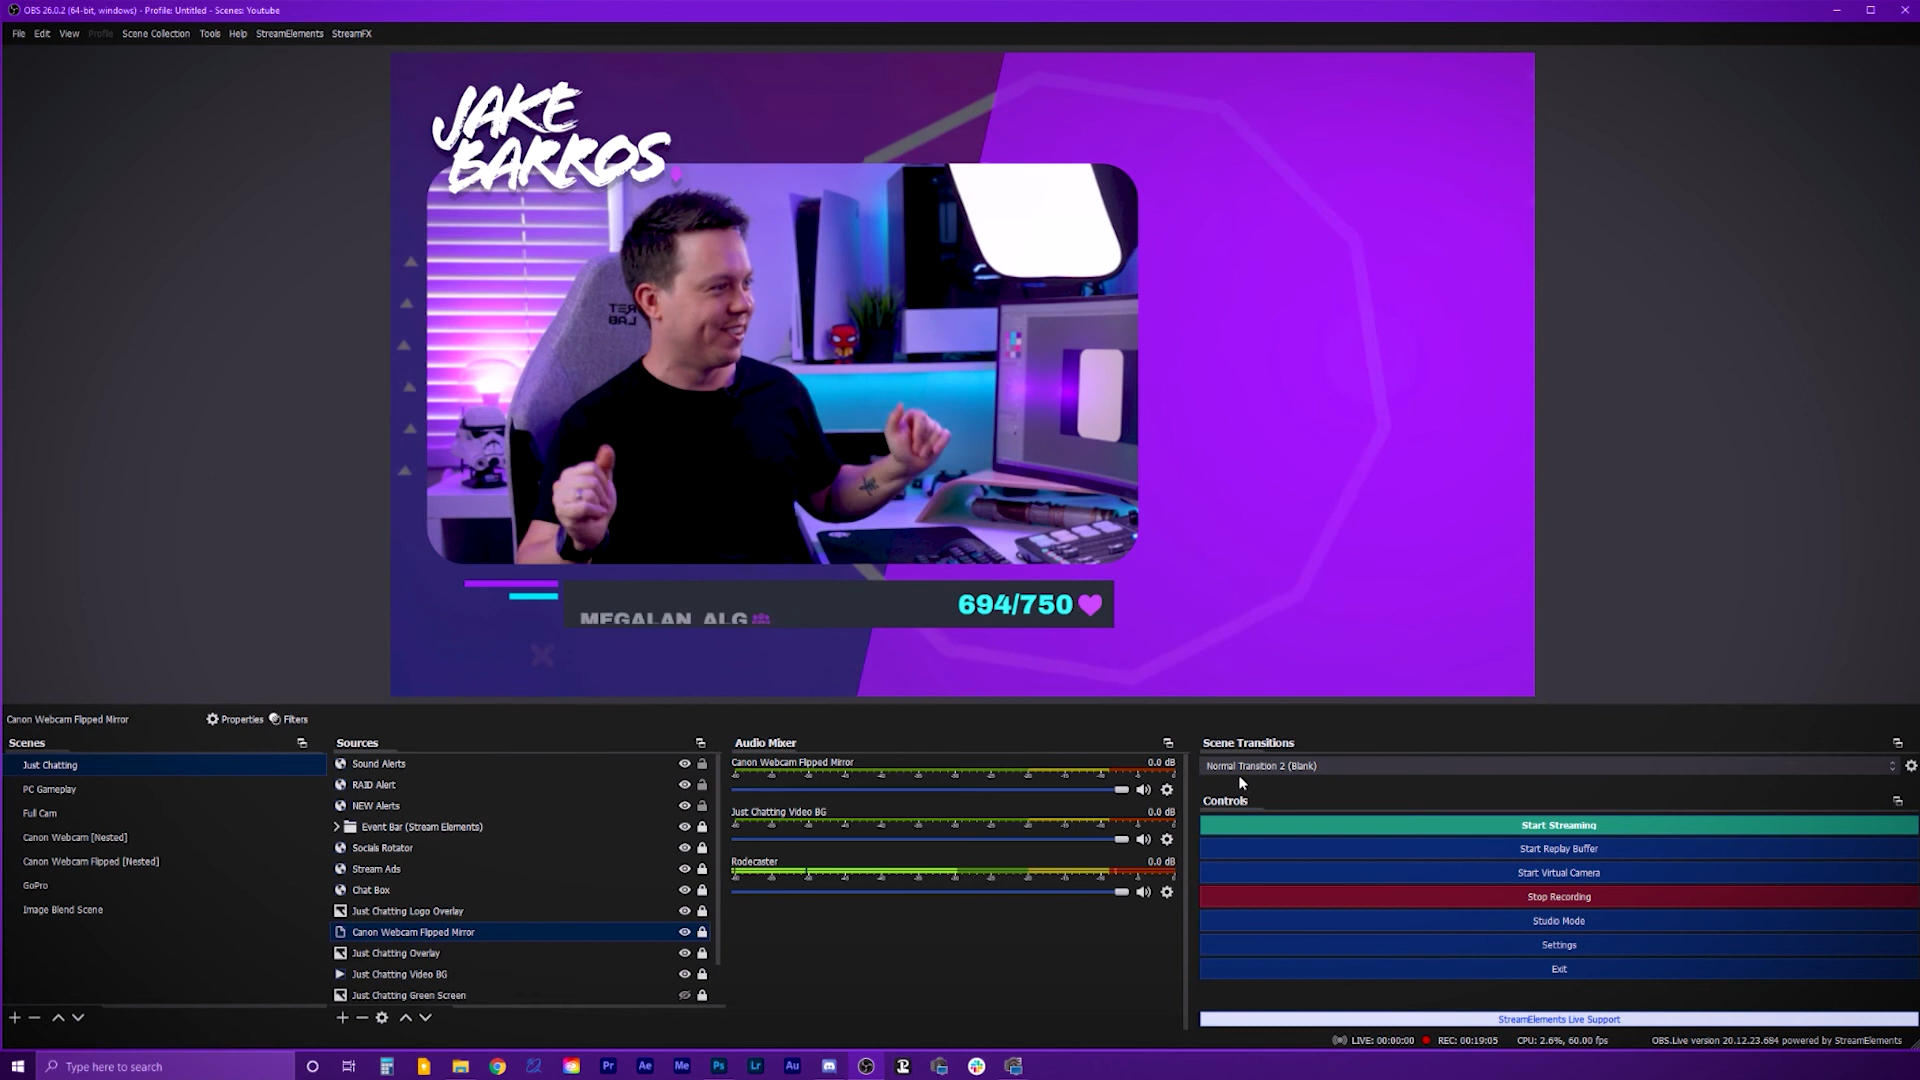 OBS 26.0.2 (64-bit, windows) - Profile: Untitled - Scenes: Youtube
File Edit View Profile Scene Collection Tools Help StreamElements StreamFX
JAKE
BARROS
MEGALAN_ALG
694/750
Canon Webcam Flipped Mirror Properties Filters
Scenes
Just Chatting
PC Gameplay
Full Cam
Canon Webcam [Nested]
Canon Webcam Flipped [Nested]
GoPro
Image Blend Scene
Sources
Sound Alerts
RAID Alert
NEW Alerts
Event Bar (Stream Elements)
Socials Rotator
Stream Ads
Chat Box
Just Chatting Logo Overlay
Canon Webcam Flipped Mirror
Just Chatting Overlay
Just Chatting Video BG
Just Chatting Green Screen
Audio Mixer
Canon Webcam Flipped Mirror 0.0 dB
Just Chatting Video BG 0.0 dB
Rodecaster 0.0 dB
Scene Transitions
Normal Transition 2 (Blank)
Controls
Start Streaming
Start Replay Buffer
Start Virtual Camera
Stop Recording
Studio Mode
Settings
Exit
StreamElements Live Support
LIVE: 00:00:00 REC: 00:19:05 CPU: 2.6%, 60.00 fps OBS.Live version 20.12.23.684 powered by StreamElements
Type here to search
Pr Ae Me Ps Lr Au